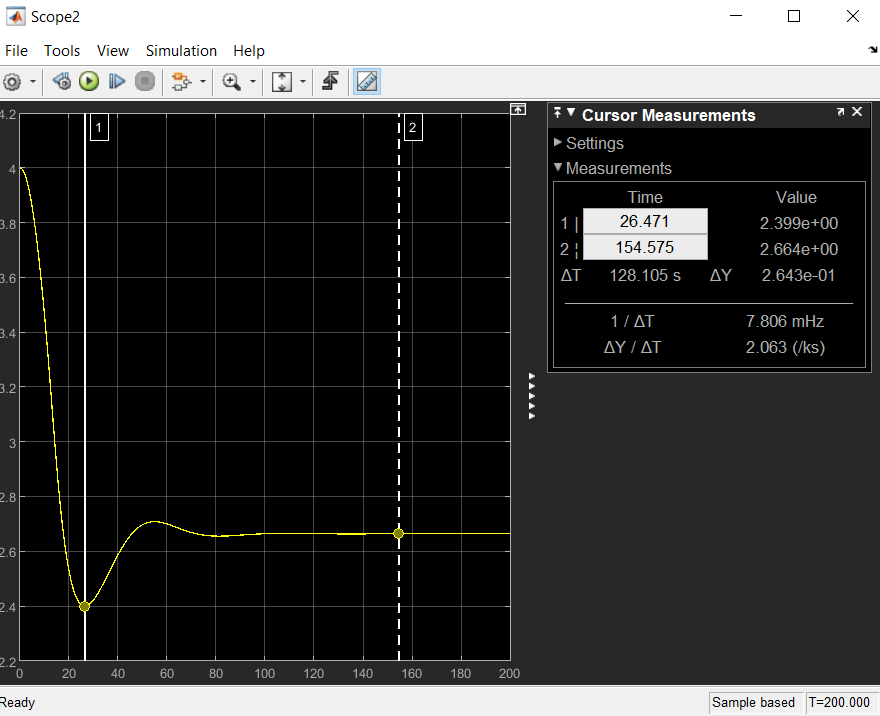 Scope2
File Tools View Simulation Help
4.2
4
3.8
3.6
3.4
3.2
3
2.8
2.6
2.4
2.2
0 20 40 60 80 100 120 140 160 180 200
1
2
Cursor Measurements
Settings
Measurements
Time Value
1 | 26.471 2.399e+00
2 ¦ 154.575 2.664e+00
ΔT 128.105 s ΔY 2.643e-01
1 / ΔT 7.806 mHz
ΔY / ΔT 2.063 (/ks)
Ready Sample based T=200.000